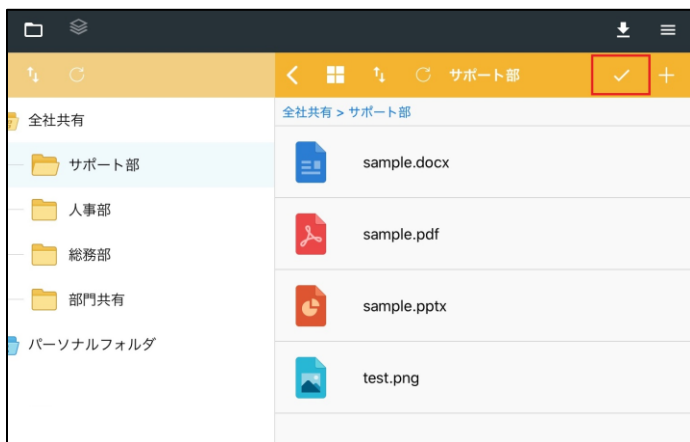 サポート部
全社共有
サポート部
人事部
総務部
部門共有
パーソナルフォルダ
全社共有 > サポート部
sample.docx
sample.pdf
sample.pptx
test.png